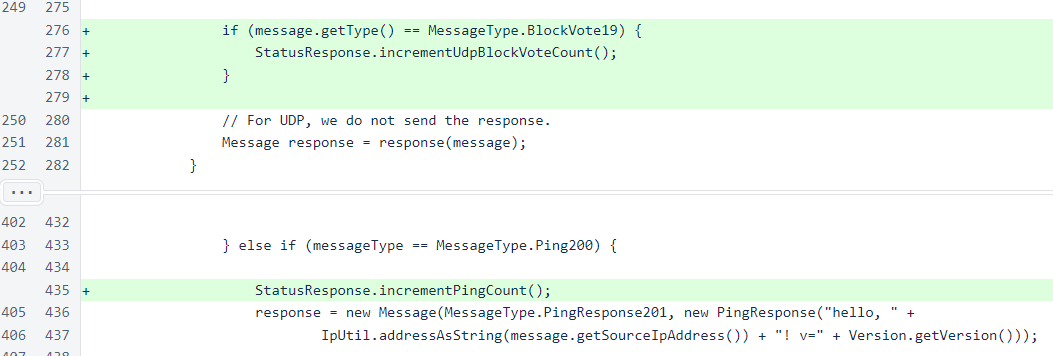 249 275
276 + if (message.getType() == MessageType.BlockVote19) {
277 + StatusResponse.incrementUdpBlockVoteCount();
278 + }
279 +
250 280 // For UDP, we do not send the response.
251 281 Message response = response(message);
252 282 }
...
402 432
403 433 } else if (messageType == MessageType.Ping200) {
404 434
435 + StatusResponse.incrementPingCount();
405 436 response = new Message(MessageType.PingResponse201, new PingResponse("hello, " +
406 437 IpUtil.addressAsString(message.getSourceIpAddress()) + "! v=" + Version.getVersion()));